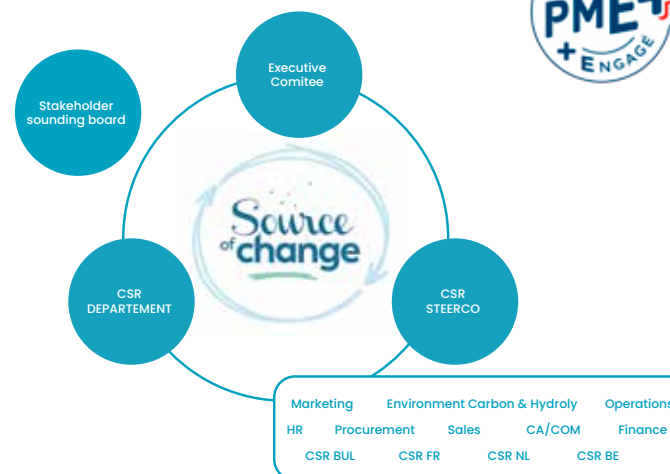 PME+
+ ENGAGÉ
Executive
Comitee
Stakeholder
sounding board
Source
of change
CSR
DEPARTEMENT
CSR
STEERCO
Marketing Environment Carbon & Hydroly Operations
HR Procurement Sales CA/COM Finance
CSR BUL CSR FR CSR NL CSR BE